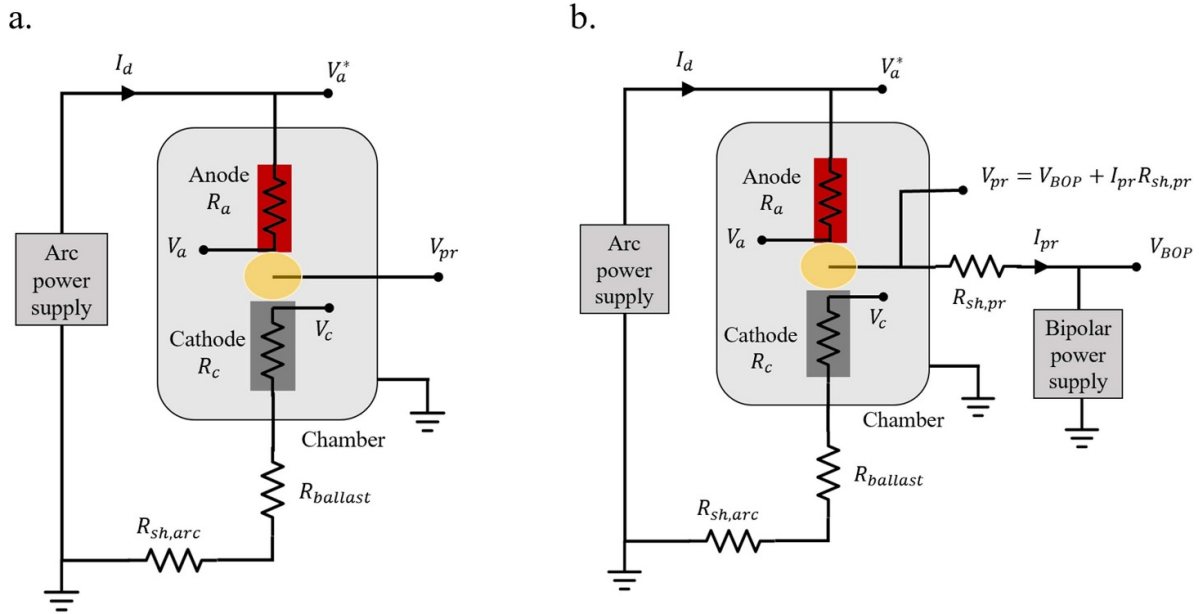 a.
I_d
V_a^*
Anode
R_a
V_a
V_pr
Arc
power
supply
V_c
Cathode
R_c
Chamber
R_ballast
R_sh,arc
b.
I_d
V_a^*
V_pr = V_BOP + I_pr R_sh,pr
Anode
R_a
V_a
I_pr
V_BOP
Arc
power
supply
R_sh,pr
V_c
Cathode
R_c
Bipolar
power
supply
Chamber
R_ballast
R_sh,arc